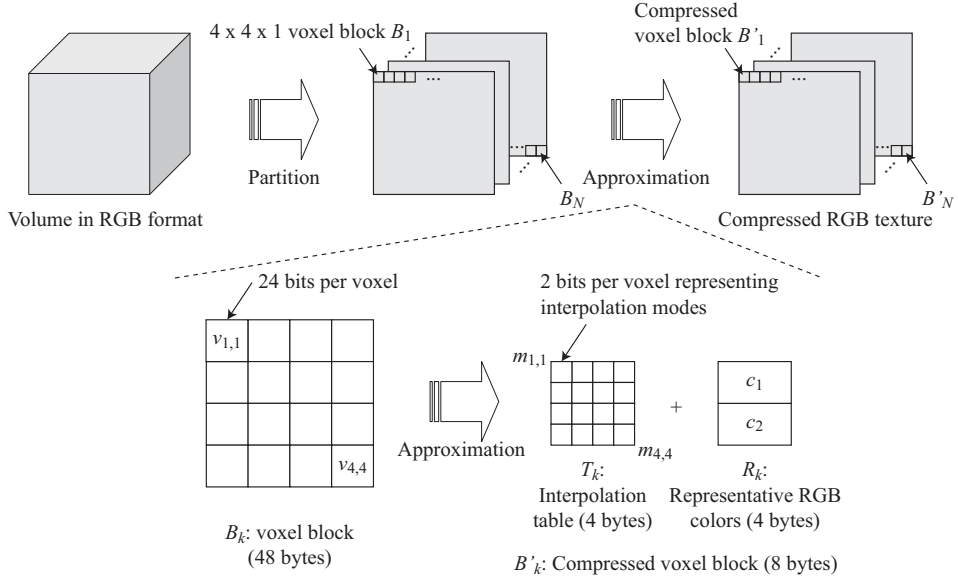 4 x 4 x 1 voxel block B1
Compressed
voxel block B'1
...
...
...
...
Partition
Approximation
...
...
...
...
BN
B'N
Volume in RGB format
Compressed RGB texture
24 bits per voxel
2 bits per voxel representing
interpolation modes
v1,1
m1,1
c1
+
c2
Approximation
v4,4
m4,4
Tk:
Interpolation
table (4 bytes)
Rk:
Representative RGB
colors (4 bytes)
Bk: voxel block
(48 bytes)
B'k: Compressed voxel block (8 bytes)